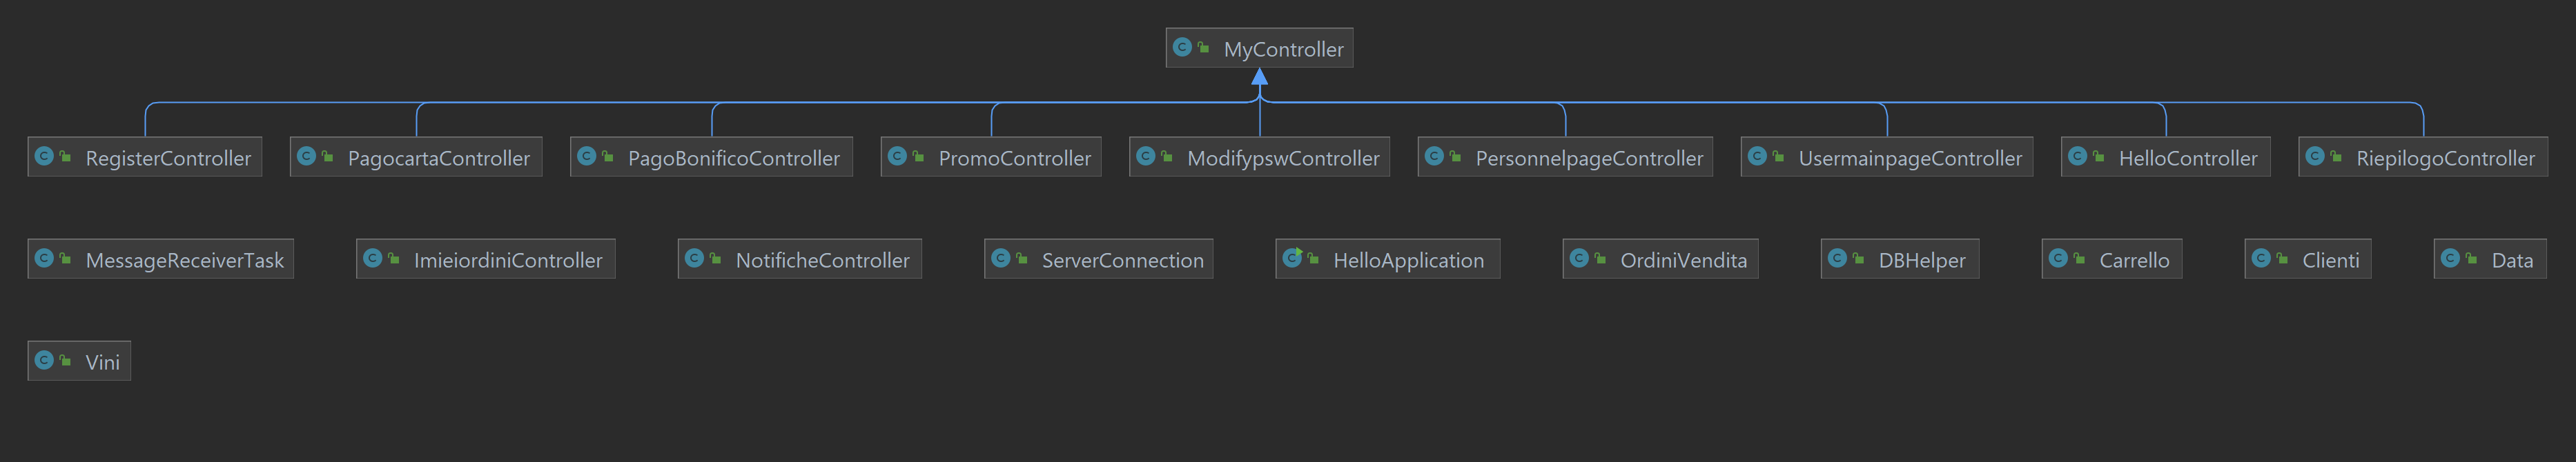 MyController
RegisterController PagocartaController PagoBonificoController PromoController ModifypswController PersonnelpageController UsermainpageController HelloController RiepilogoController
MessageReceiverTask ImieiordiniController NotificheController ServerConnection HelloApplication OrdiniVendita DBHelper Carrello Clienti Data
Vini